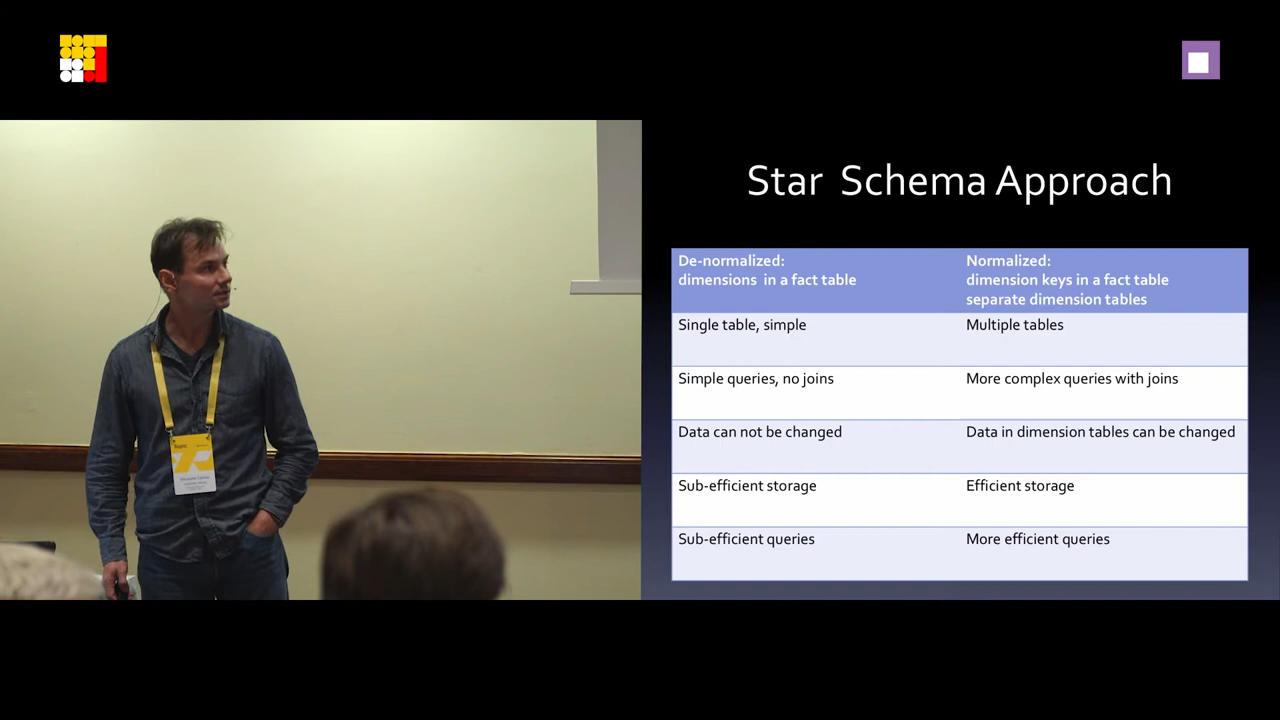 Star Schema Approach
De-normalized:
dimensions in a fact table
Normalized:
dimension keys in a fact table
separate dimension tables
Single table, simple
Multiple tables
Simple queries, no joins
More complex queries with joins
Data can not be changed
Data in dimension tables can be changed
Sub-efficient storage
Efficient storage
Sub-efficient queries
More efficient queries